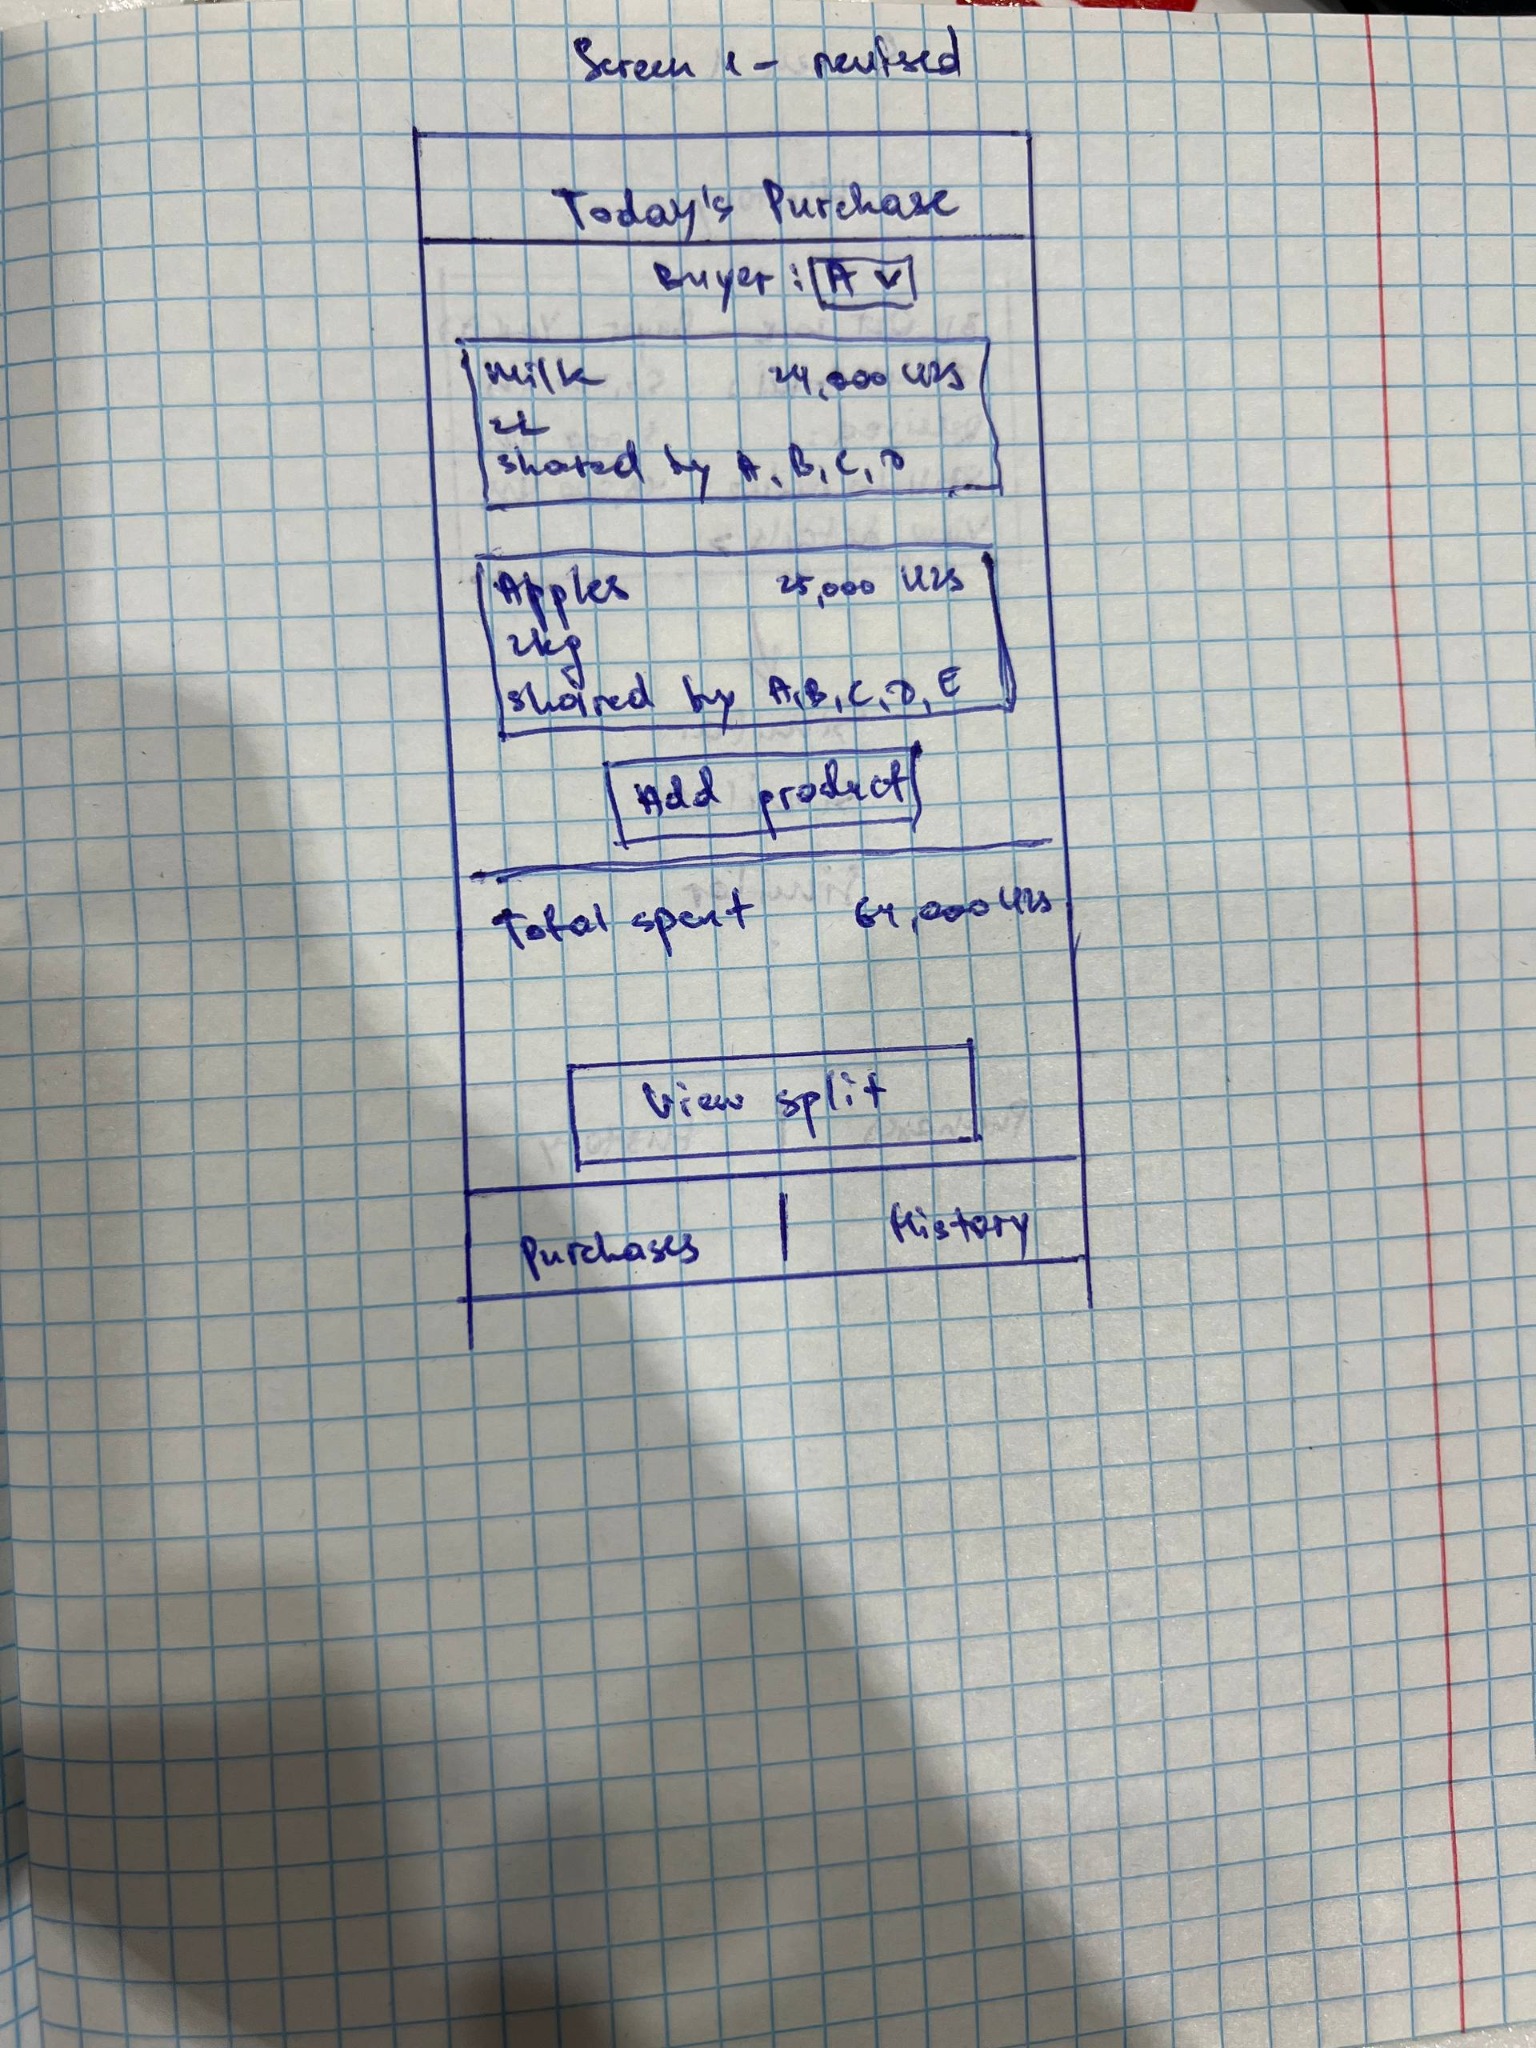 Screen 1 - revised
Today's Purchase
Buyer: A v
Milk 24,000 UZS
2L
shared by A, B, C, D
Apples 25,000 UZS
2kg
shared by A, B, C, D, E
Add product
Total spent 64,000 UZS
View split
Purchases | History